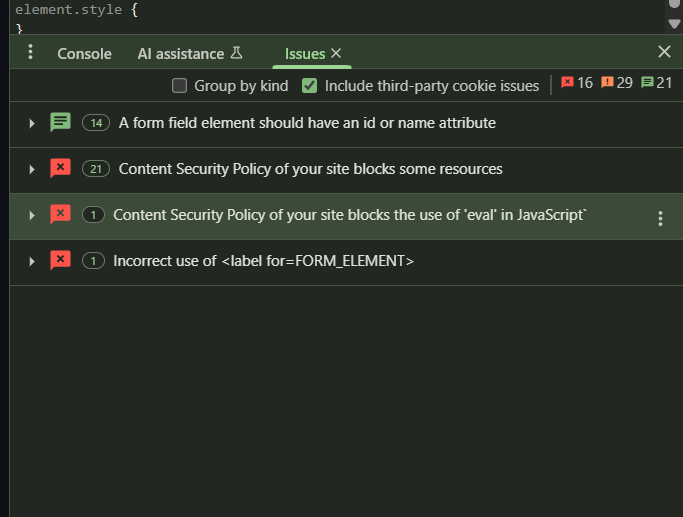 element.style {
}
Console AI assistance Issues
Group by kind Include third-party cookie issues 16 29 21
14 A form field element should have an id or name attribute
21 Content Security Policy of your site blocks some resources
1 Content Security Policy of your site blocks the use of 'eval' in JavaScript`
1 Incorrect use of <label for=FORM_ELEMENT>